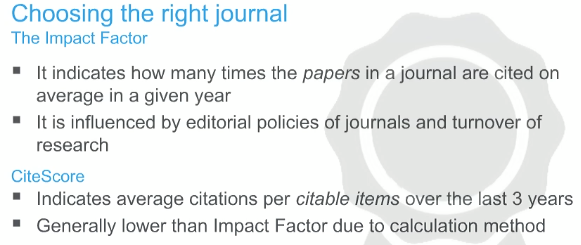 Choosing the right journal
The Impact Factor
▪ It indicates how many times the papers in a journal are cited on
average in a given year
▪ It is influenced by editorial policies of journals and turnover of
research
CiteScore
▪ Indicates average citations per citable items over the last 3 years
▪ Generally lower than Impact Factor due to calculation method